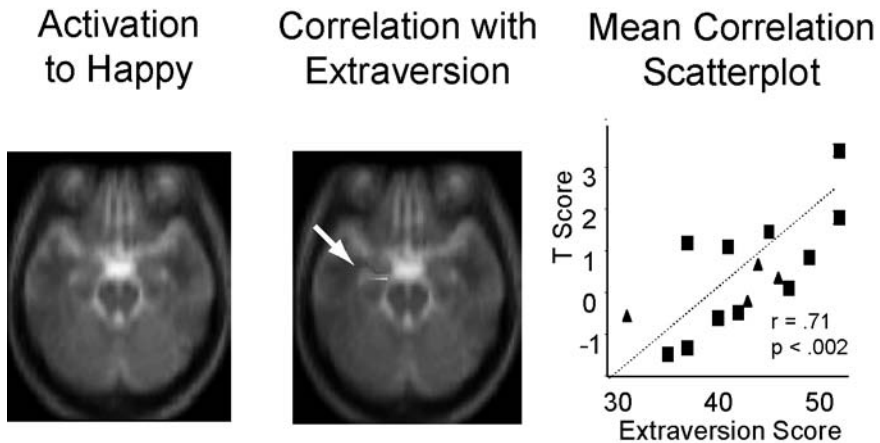 Activation
to Happy
Correlation with
Extraversion
Mean Correlation
Scatterplot
T Score
3
2
1
0
-1
r = .71
p < .002
30 40 50
Extraversion Score